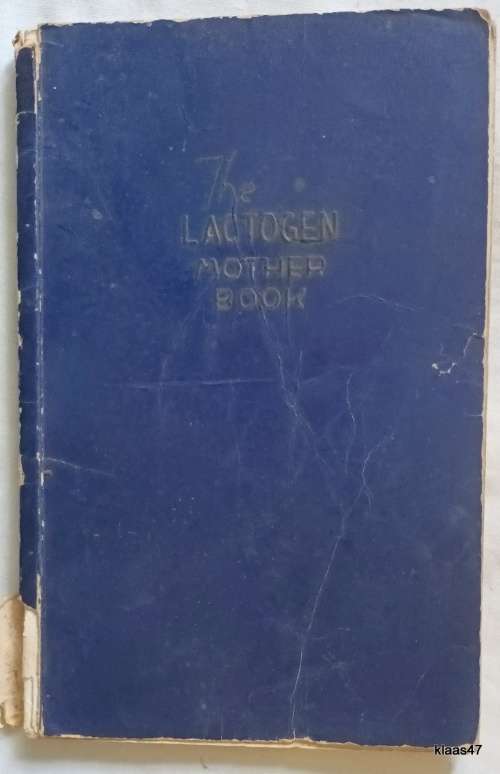 The
LACTOGEN
MOTHER
BOOK
klaas47